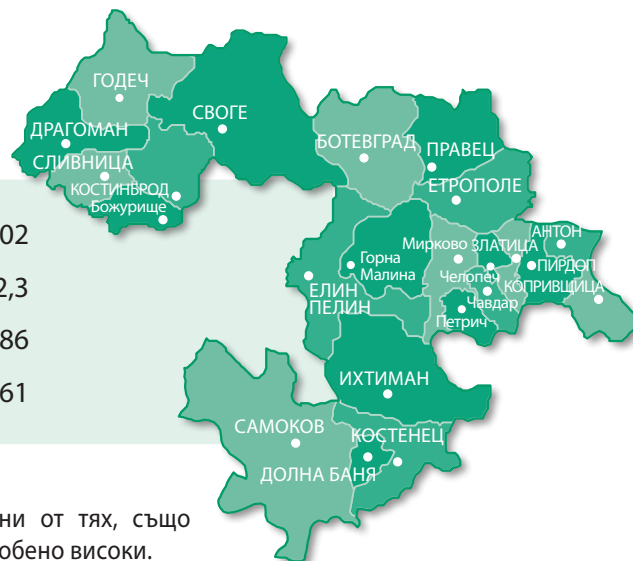 ГОДЕЧ
СВОГЕ
ДРАГОМАН
БОТЕВГРАД
ПРАВЕЦ
СЛИВНИЦА
КОСТИНБРОД
ЕТРОПОЛЕ
Божурище
02
АНТОН
Мирково ЗЛАТИЦА
Горна
Малина
ПИРДОП
Челопеч
КОПРИВЩИЦА
2,3
ЕЛИН
ПЕЛИН
Чавдар
Петрич
86
61
ИХТИМАН
САМОКОВ
КОСТЕНЕЦ
ДОЛНА БАНЯ
ни от тях, също
обено високи.